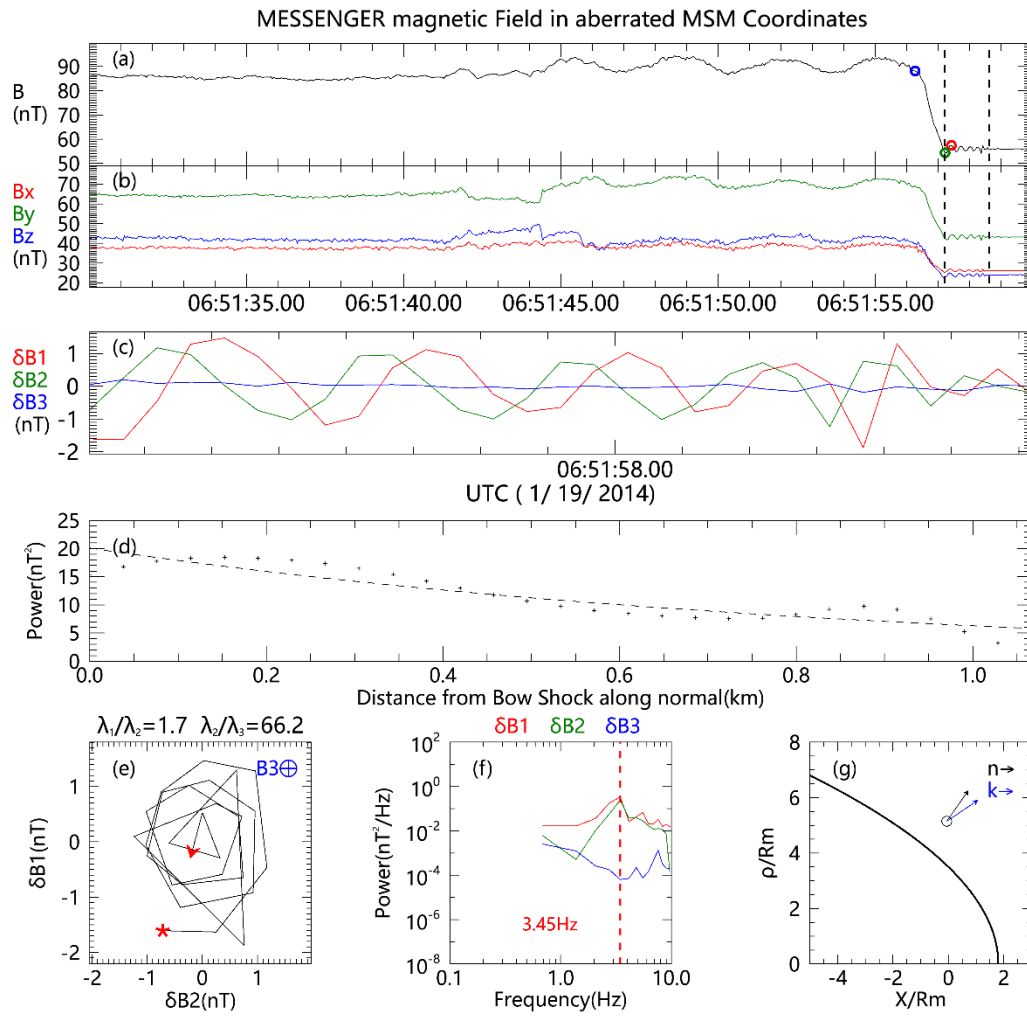 MESSENGER magnetic Field in aberrated MSM Coordinates
(a)
B
(nT)
90
80
70
60
50
(b)
Bx
By
Bz
(nT)
70
60
50
40
30
20
06:51:35.00 06:51:40.00 06:51:45.00 06:51:50.00 06:51:55.00
(c)
δB1
δB2
δB3
(nT)
1
0
-1
-2
06:51:58.00
UTC ( 1/ 19/ 2014)
(d)
Power(nT²)
25
20
15
10
5
0
0.0 0.2 0.4 0.6 0.8 1.0
Distance from Bow Shock along normal(km)
λ₁/λ₂=1.7 λ₂/λ₃=66.2
(e)
B3⊕
δB1(nT)
1
0
-1
-2
-2 -1 0 1
δB2(nT)
δB1 δB2 δB3
(f)
Power(nT²/Hz)
10²
10⁰
10⁻²
10⁻⁴
10⁻⁶
10⁻⁸
3.45Hz
0.1 1.0 10.0
Frequency(Hz)
(g)
n→
k→
ρ/Rm
8
6
4
2
0
-4 -2 0 2
X/Rm